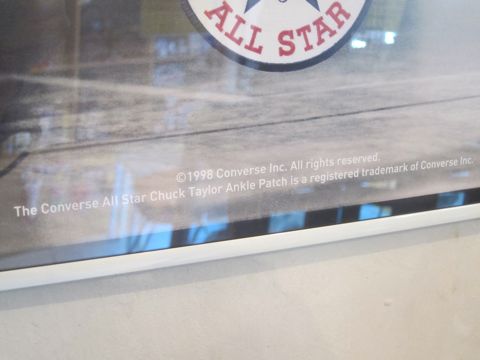 ALL STAR
©1998 Converse Inc. All rights reserved.
The Converse All Star Chuck Taylor Ankle Patch is a registered trademark of Converse Inc.